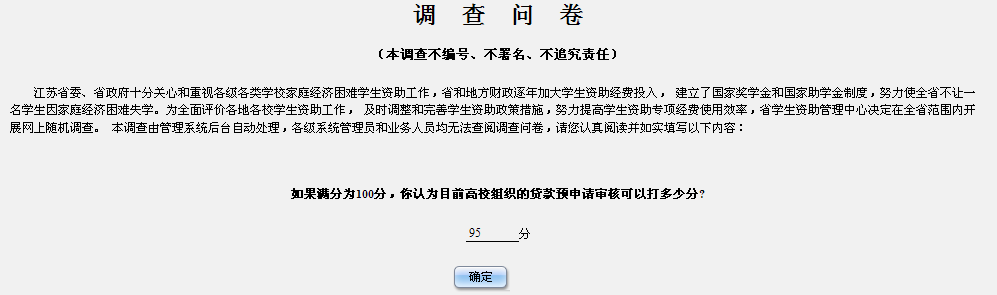 调 查 问 卷
（本调查不编号、不署名、不追究责任）
江苏省委、省政府十分关心和重视各级各类学校家庭经济困难学生资助工作，省和地方财政逐年加大学生资助经费投入， 建立了国家奖学金和国家助学金制度，努力使全省不让一
名学生因家庭经济困难失学。为全面评价各地各校学生资助工作， 及时调整和完善学生资助政策措施，努力提高学生资助专项经费使用效率，省学生资助管理中心决定在全省范围内开
展网上随机调查。 本调查由管理系统后台自动处理，各级系统管理员和业务人员均无法查阅调查问卷，请您认真阅读并如实填写以下内容：
如果满分为100分，你认为目前高校组织的贷款预申请审核可以打多少分?
95 分
确定